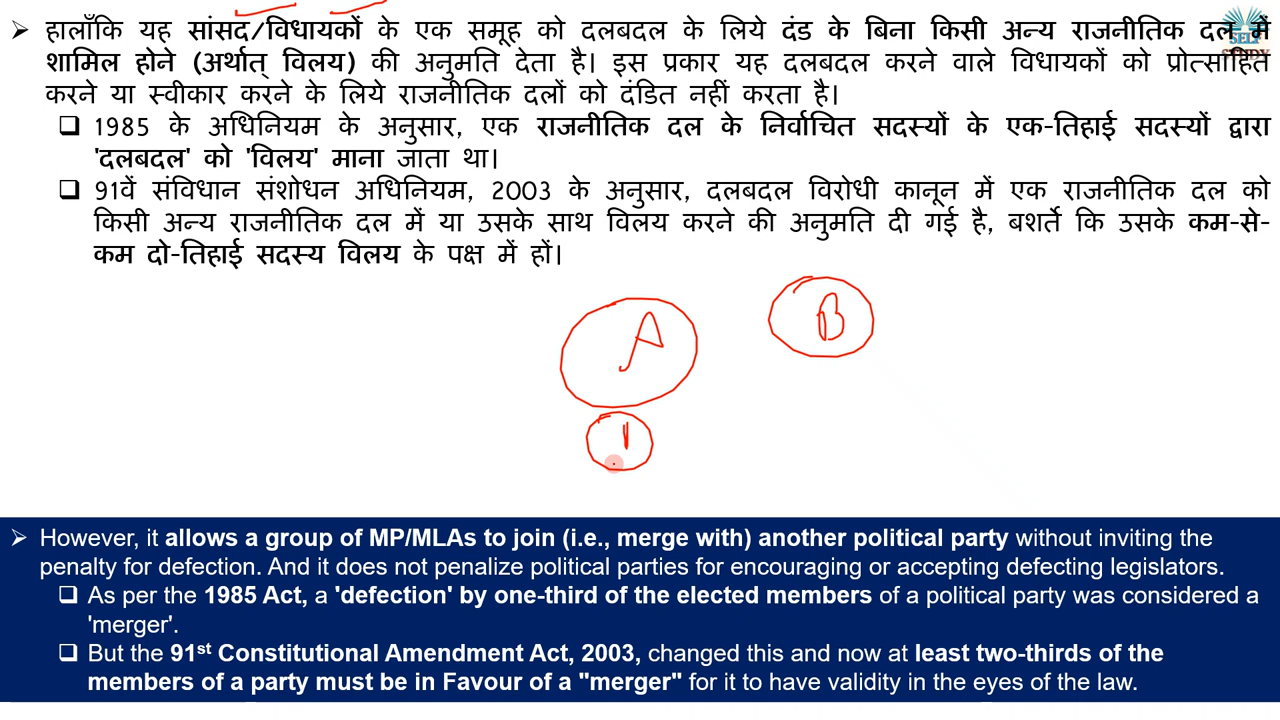 ➢ हालाँकि यह सांसद/विधायकों के एक समूह को दलबदल के लिये दंड के बिना किसी अन्य राजनीतिक दल में
शामिल होने (अर्थात् विलय) की अनुमति देता है। इस प्रकार यह दलबदल करने वाले विधायकों को प्रोत्साहित
करने या स्वीकार करने के लिये राजनीतिक दलों को दंडित नहीं करता है।
❑ 1985 के अधिनियम के अनुसार, एक राजनीतिक दल के निर्वाचित सदस्यों के एक-तिहाई सदस्यों द्वारा
'दलबदल' को 'विलय' माना जाता था।
❑ 91वें संविधान संशोधन अधिनियम, 2003 के अनुसार, दलबदल विरोधी कानून में एक राजनीतिक दल को
किसी अन्य राजनीतिक दल में या उसके साथ विलय करने की अनुमति दी गई है, बशर्ते कि उसके कम-से-
कम दो-तिहाई सदस्य विलय के पक्ष में हों।
SELF
STUDY
A
B
1
➢ However, it allows a group of MP/MLAs to join (i.e., merge with) another political party without inviting the
penalty for defection. And it does not penalize political parties for encouraging or accepting defecting legislators.
❑ As per the 1985 Act, a 'defection' by one-third of the elected members of a political party was considered a
'merger'.
❑ But the 91st Constitutional Amendment Act, 2003, changed this and now at least two-thirds of the
members of a party must be in Favour of a "merger" for it to have validity in the eyes of the law.